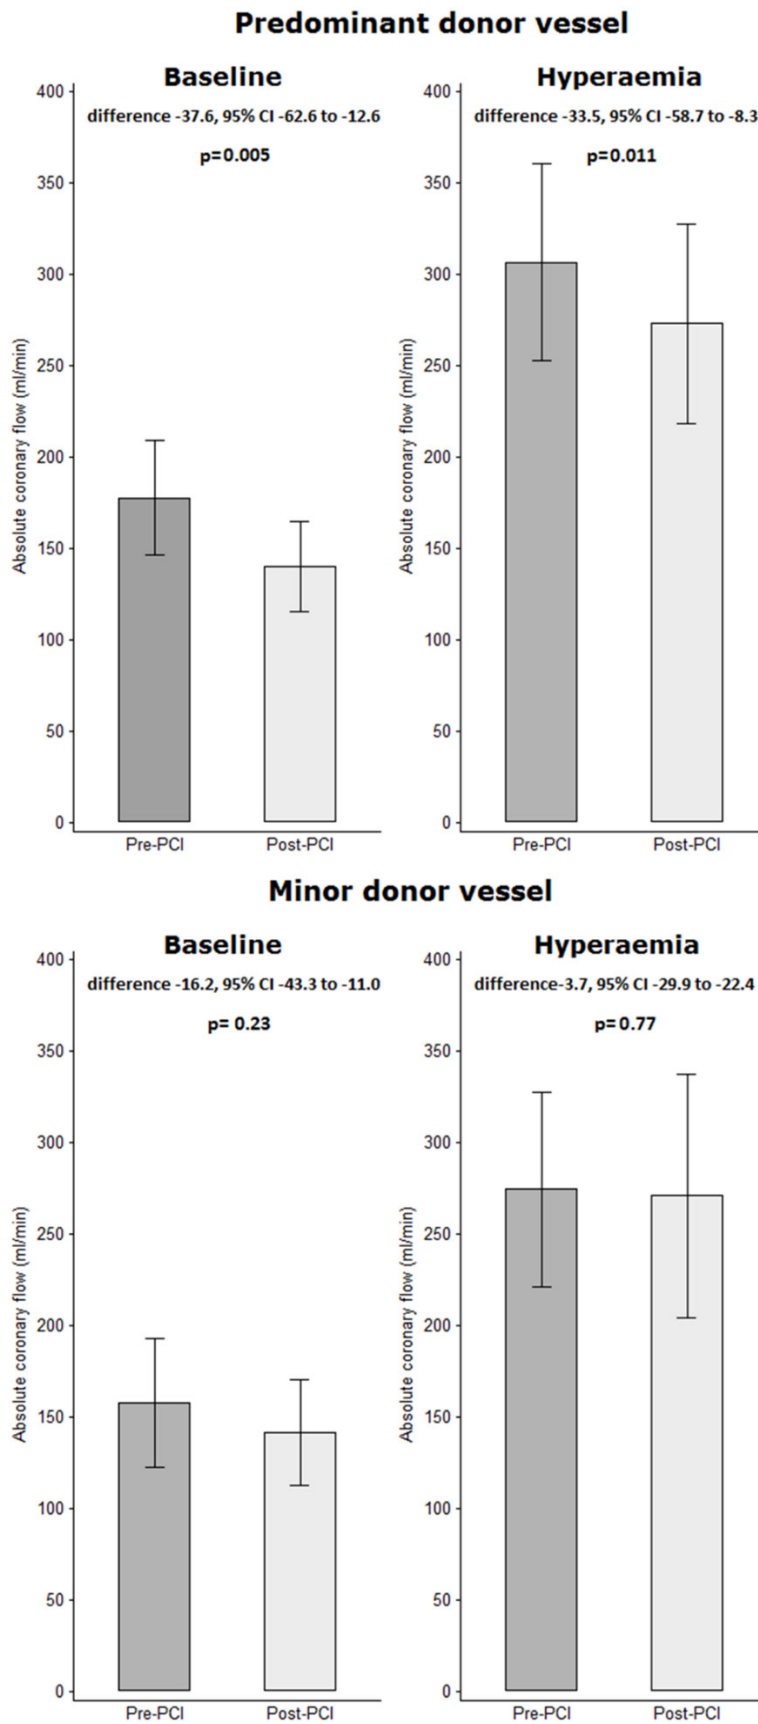 Predominant donor vessel
Baseline
difference -37.6, 95% CI -62.6 to -12.6
p=0.005
Absolute coronary flow (ml/min)
400
350
300
250
200
150
100
50
0
Pre-PCI Post-PCI
Hyperaemia
difference -33.5, 95% CI -58.7 to -8.3
p=0.011
Absolute coronary flow (ml/min)
400
350
300
250
200
150
100
50
0
Pre-PCI Post-PCI
Minor donor vessel
Baseline
difference -16.2, 95% CI -43.3 to -11.0
p= 0.23
Absolute coronary flow (ml/min)
400
350
300
250
200
150
100
50
0
Pre-PCI Post-PCI
Hyperaemia
difference-3.7, 95% CI -29.9 to -22.4
p= 0.77
Absolute coronary flow (ml/min)
400
350
300
250
200
150
100
50
0
Pre-PCI Post-PCI